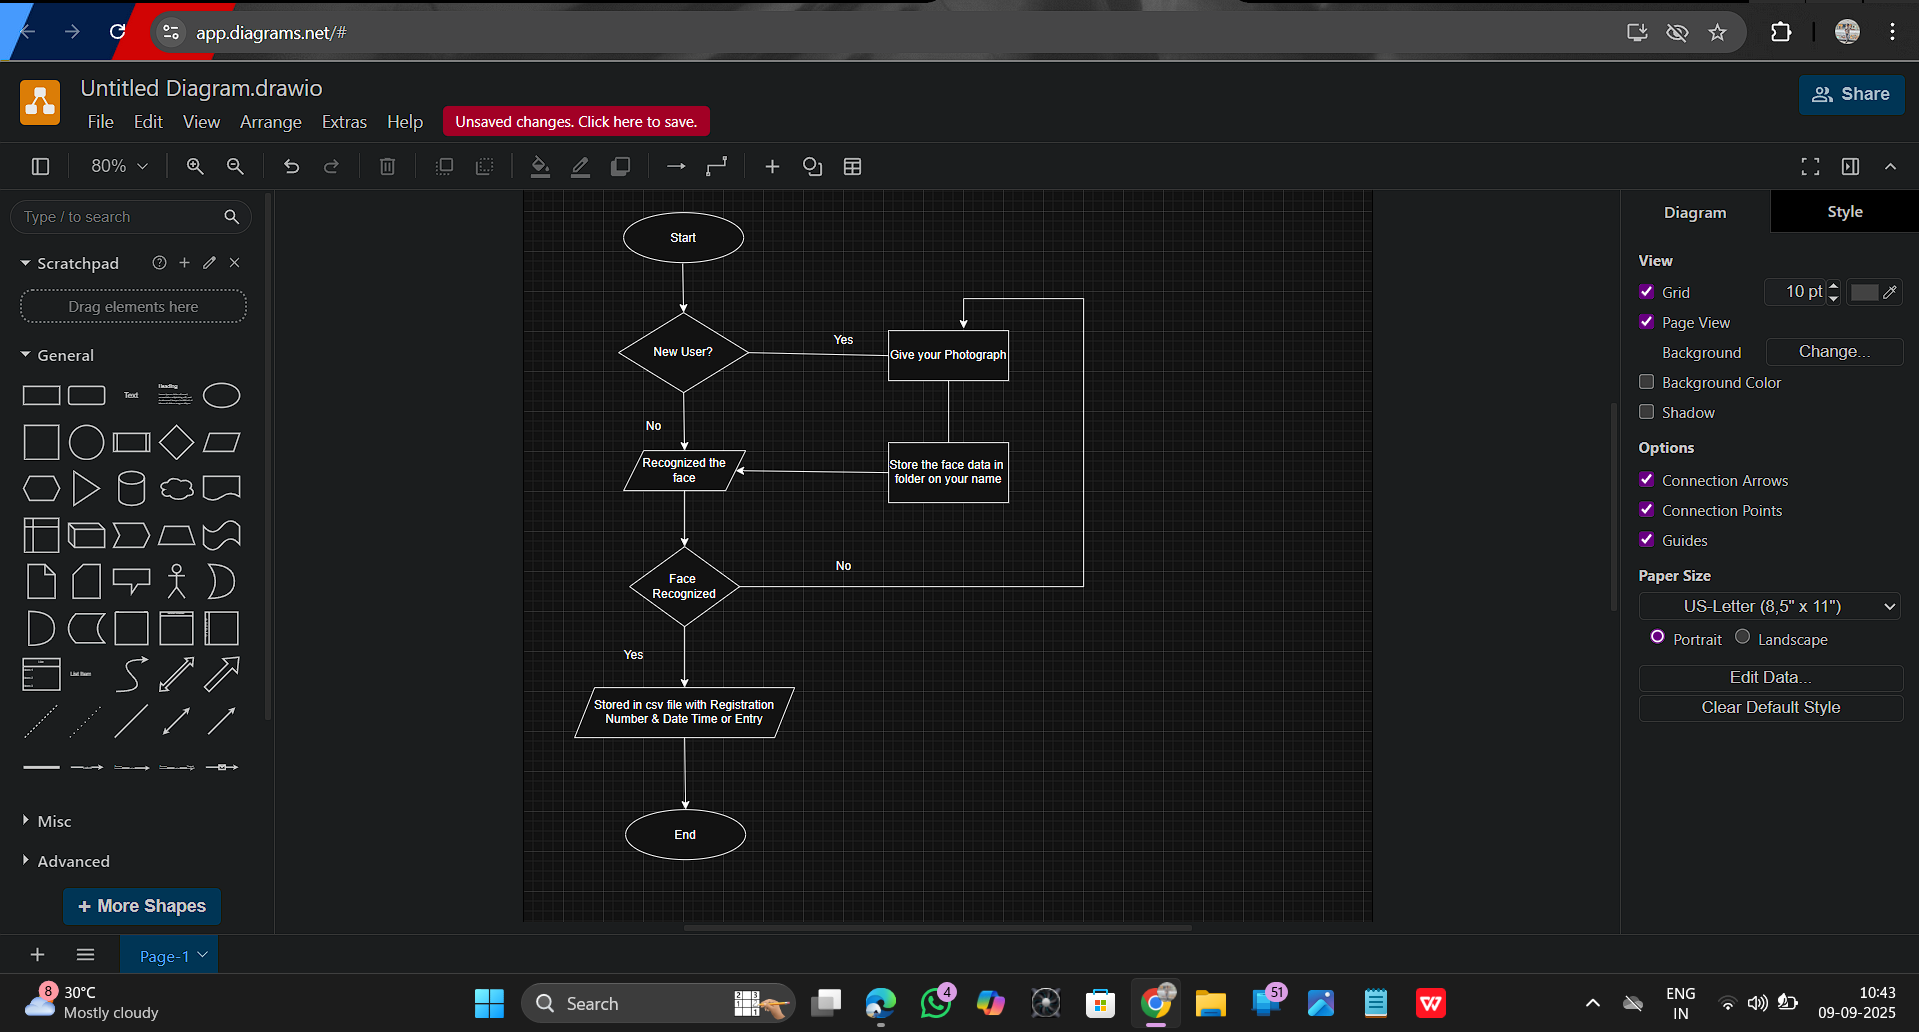 app.diagrams.net/#
Untitled Diagram.drawio
File Edit View Arrange Extras Help
Unsaved changes. Click here to save.
Share
80%
Type / to search
Scratchpad
Drag elements here
General
Text
Heading
List Item
Misc
Advanced
+ More Shapes
Start
New User?
Yes
Give your Photograph
No
Recognized the
face
Store the face data in
folder on your name
Face
Recognized
No
Yes
Stored in csv file with Registration
Number & Date Time or Entry
End
Diagram
Style
View
Grid
10 pt
Page View
Background
Change...
Background Color
Shadow
Options
Connection Arrows
Connection Points
Guides
Paper Size
US-Letter (8,5" x 11")
Portrait
Landscape
Edit Data...
Clear Default Style
Page-1
8
30°C
Mostly cloudy
Search
4
51
ENG
IN
10:43
09-09-2025